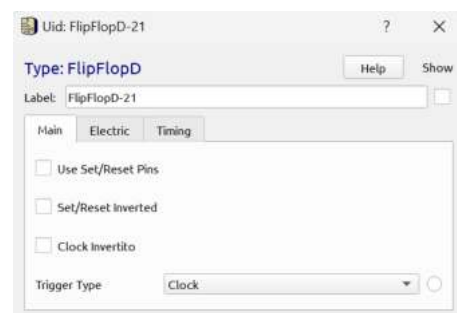 Uid: FlipFlopD-21 ? ×
Type: FlipFlopD Help Show
Label: FlipFlopD-21
Main Electric Timing
Use Set/Reset Pins
Set/Reset Inverted
Clock Invertito
Trigger Type Clock